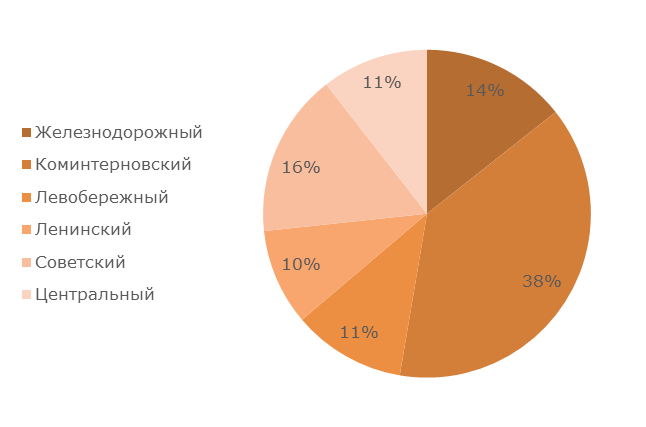 Железнодорожный
Коминтерновский
Левобережный
Ленинский
Советский
Центральный
14%
38%
11%
10%
16%
11%